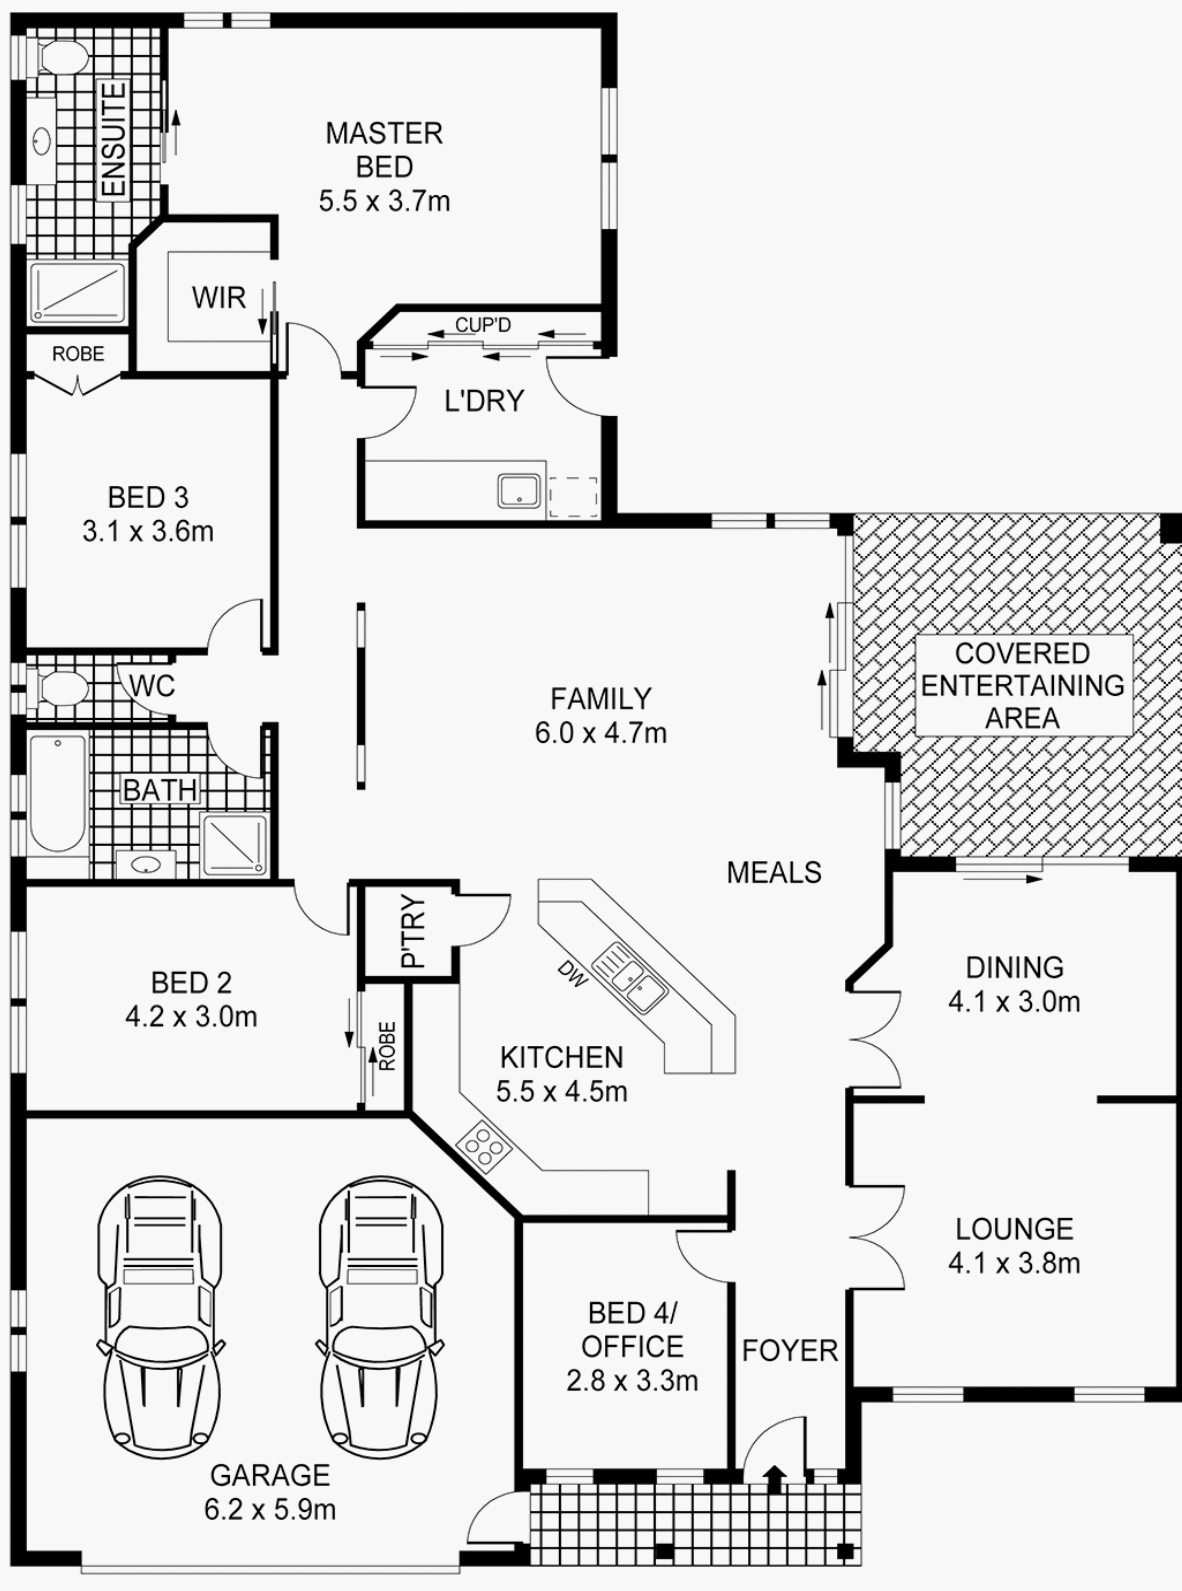 ENSUITE
MASTER
BED
5.5 x 3.7m
WIR
CUP'D
ROBE
L'DRY
BED 3
3.1 x 3.6m
WC
FAMILY
6.0 x 4.7m
COVERED
ENTERTAINING
AREA
BATH
MEALS
P'TRY
DW
BED 2
4.2 x 3.0m
ROBE
DINING
4.1 x 3.0m
KITCHEN
5.5 x 4.5m
LOUNGE
4.1 x 3.8m
BED 4/
OFFICE
2.8 x 3.3m
FOYER
GARAGE
6.2 x 5.9m